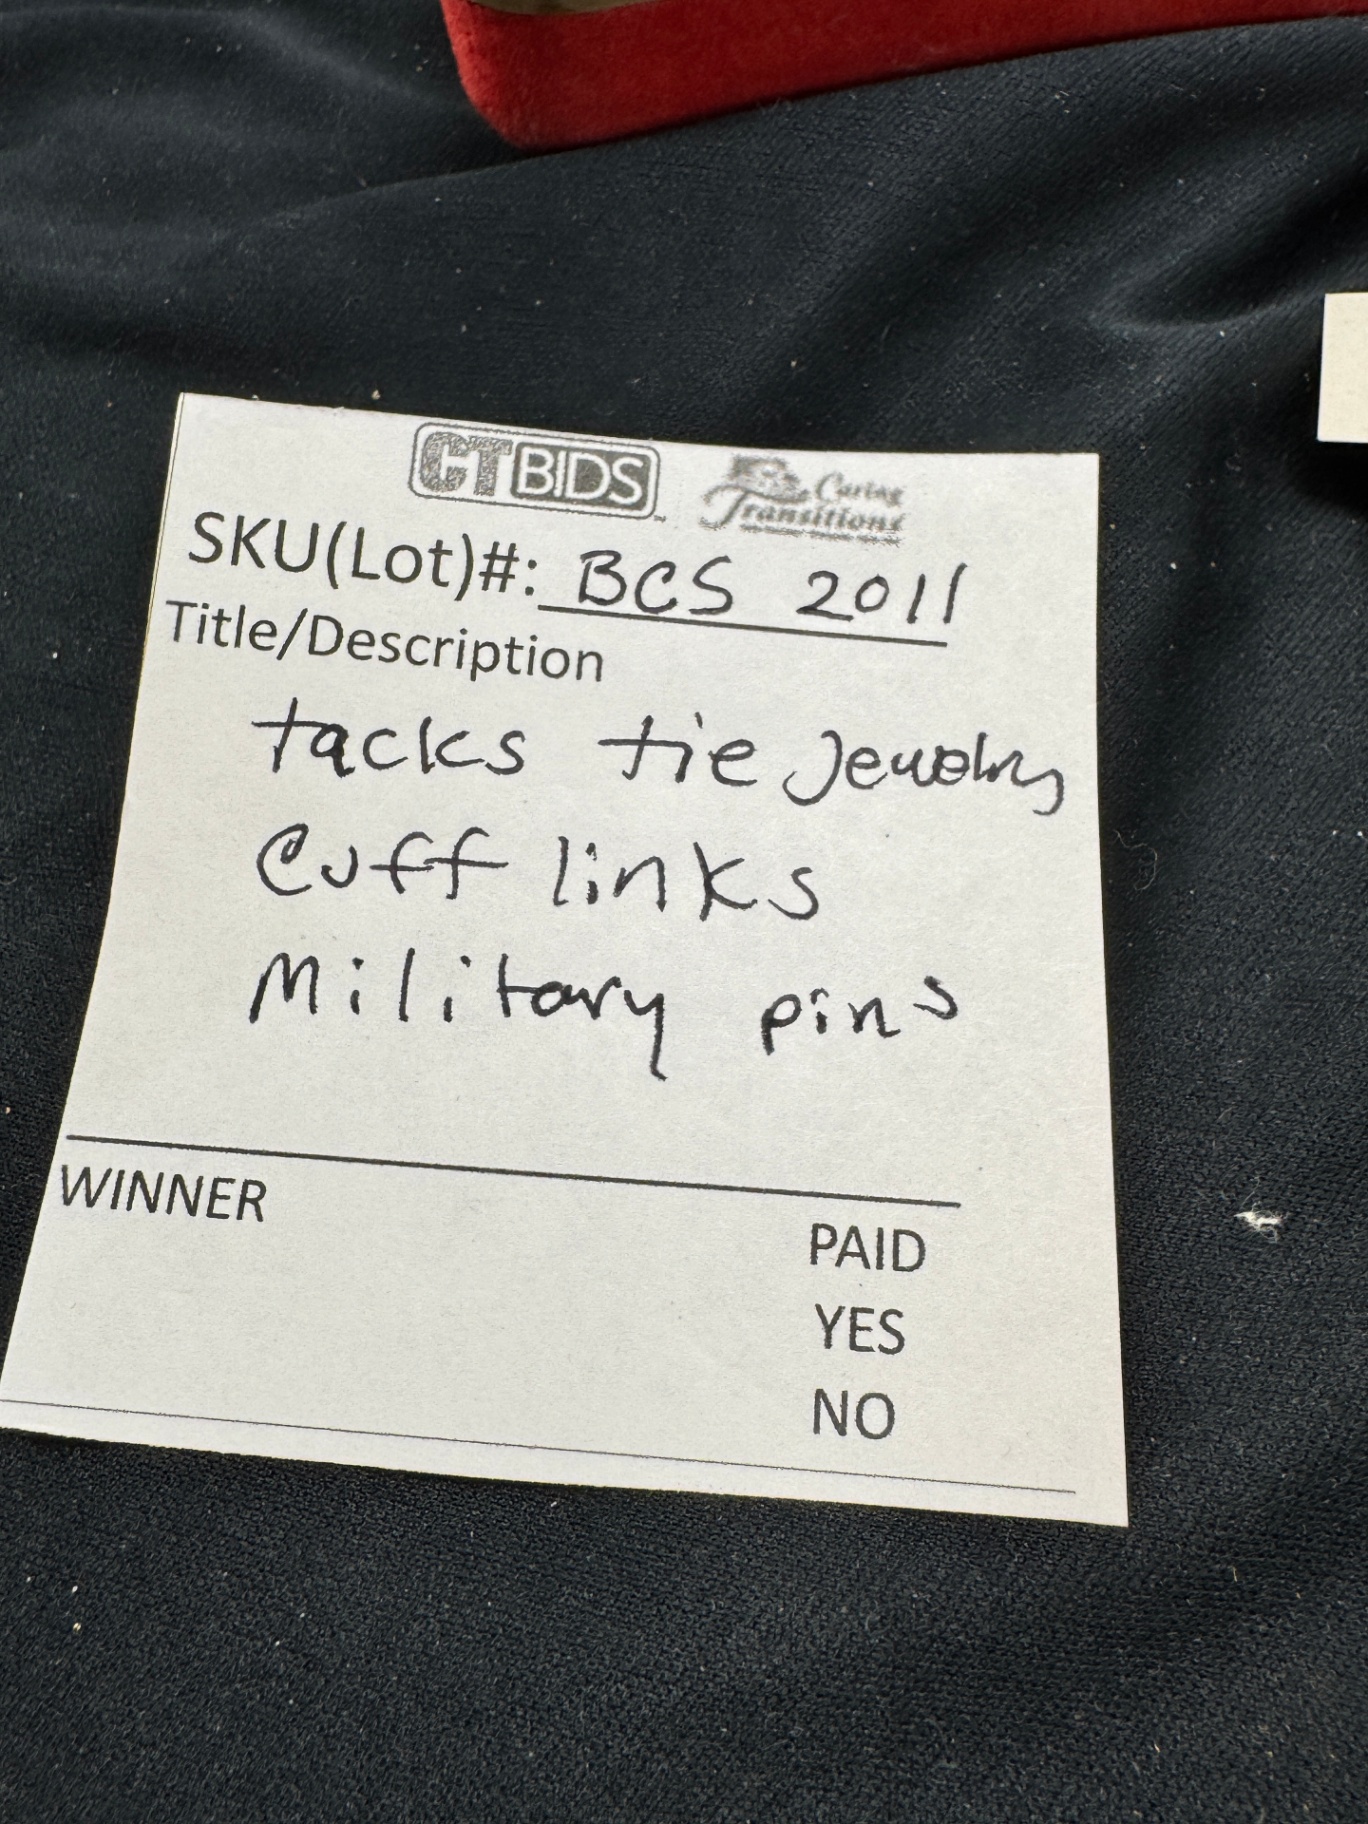 CTBIDS Caring Transitions
SKU(Lot)#: BCS 2011
Title/Description
tacks tie Jewelry
Cuff links
Military pins
WINNER
PAID
YES
NO